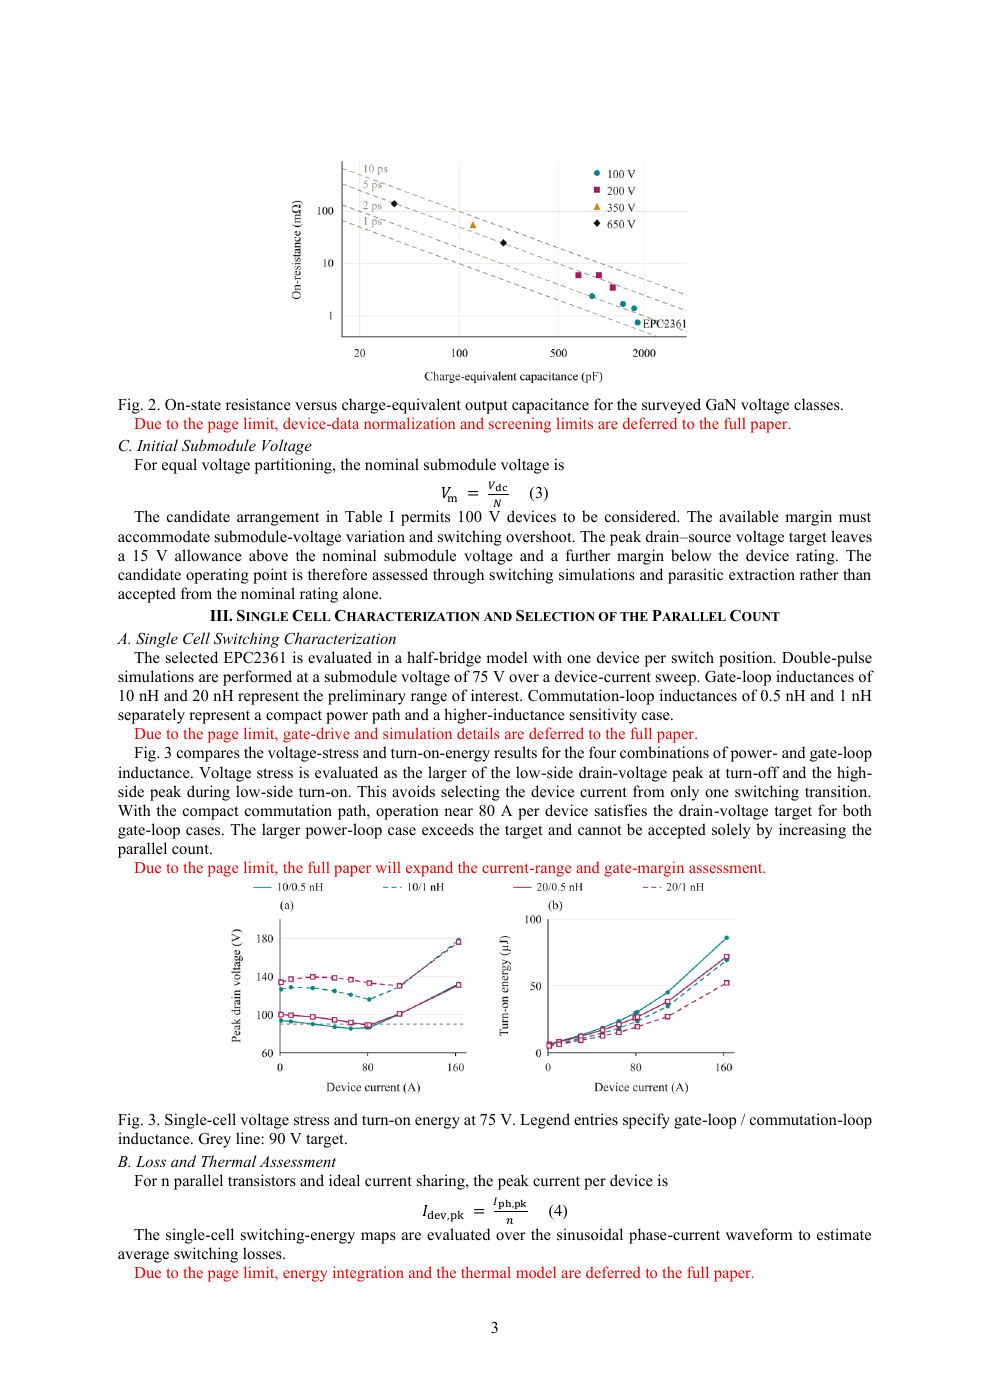 10 ps
5 ps
2 ps
1 ps
100 V
200 V
350 V
650 V
100
10
1
On-resistance (mΩ)
EPC2361
20 100 500 2000
Charge-equivalent capacitance (pF)
Fig. 2. On-state resistance versus charge-equivalent output capacitance for the surveyed GaN voltage classes.
Due to the page limit, device-data normalization and screening limits are deferred to the full paper.
C. Initial Submodule Voltage
For equal voltage partitioning, the nominal submodule voltage is
V_m = V_dc / N (3)
The candidate arrangement in Table I permits 100 V devices to be considered. The available margin must
accommodate submodule-voltage variation and switching overshoot. The peak drain–source voltage target leaves
a 15 V allowance above the nominal submodule voltage and a further margin below the device rating. The
candidate operating point is therefore assessed through switching simulations and parasitic extraction rather than
accepted from the nominal rating alone.
III. SINGLE CELL CHARACTERIZATION AND SELECTION OF THE PARALLEL COUNT
A. Single Cell Switching Characterization
The selected EPC2361 is evaluated in a half-bridge model with one device per switch position. Double-pulse
simulations are performed at a submodule voltage of 75 V over a device-current sweep. Gate-loop inductances of
10 nH and 20 nH represent the preliminary range of interest. Commutation-loop inductances of 0.5 nH and 1 nH
separately represent a compact power path and a higher-inductance sensitivity case.
Due to the page limit, gate-drive and simulation details are deferred to the full paper.
Fig. 3 compares the voltage-stress and turn-on-energy results for the four combinations of power- and gate-loop
inductance. Voltage stress is evaluated as the larger of the low-side drain-voltage peak at turn-off and the high-
side peak during low-side turn-on. This avoids selecting the device current from only one switching transition.
With the compact commutation path, operation near 80 A per device satisfies the drain-voltage target for both
gate-loop cases. The larger power-loop case exceeds the target and cannot be accepted solely by increasing the
parallel count.
Due to the page limit, the full paper will expand the current-range and gate-margin assessment.
10/0.5 nH 10/1 nH 20/0.5 nH 20/1 nH
(a)
180
140
100
60
Peak drain voltage (V)
0 80 160
Device current (A)
(b)
100
50
0
Turn-on energy (μJ)
0 80 160
Device current (A)
Fig. 3. Single-cell voltage stress and turn-on energy at 75 V. Legend entries specify gate-loop / commutation-loop
inductance. Grey line: 90 V target.
B. Loss and Thermal Assessment
For n parallel transistors and ideal current sharing, the peak current per device is
I_dev,pk = I_ph,pk / n (4)
The single-cell switching-energy maps are evaluated over the sinusoidal phase-current waveform to estimate
average switching losses.
Due to the page limit, energy integration and the thermal model are deferred to the full paper.
3